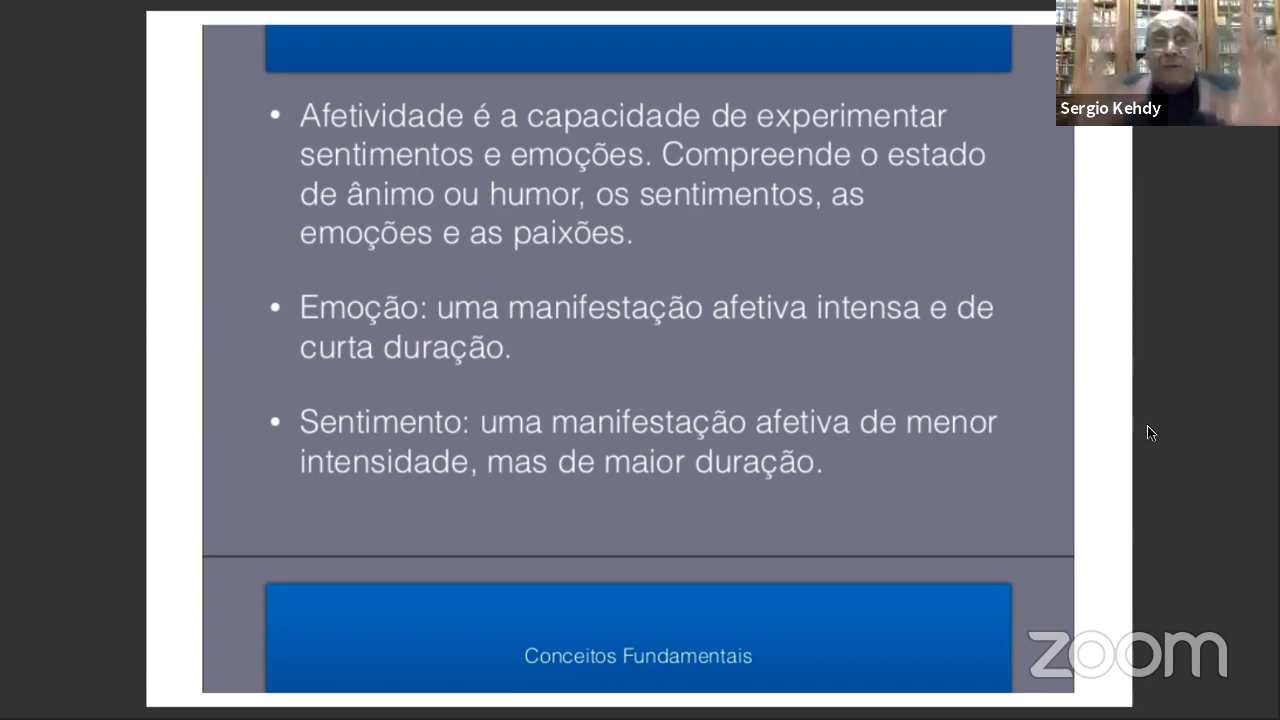 Sergio Kehdy
• Afetividade é a capacidade de experimentar
sentimentos e emoções. Compreende o estado
de ânimo ou humor, os sentimentos, as
emoções e as paixões.
• Emoção: uma manifestação afetiva intensa e de
curta duração.
• Sentimento: uma manifestação afetiva de menor
intensidade, mas de maior duração.
Conceitos Fundamentais
zoom